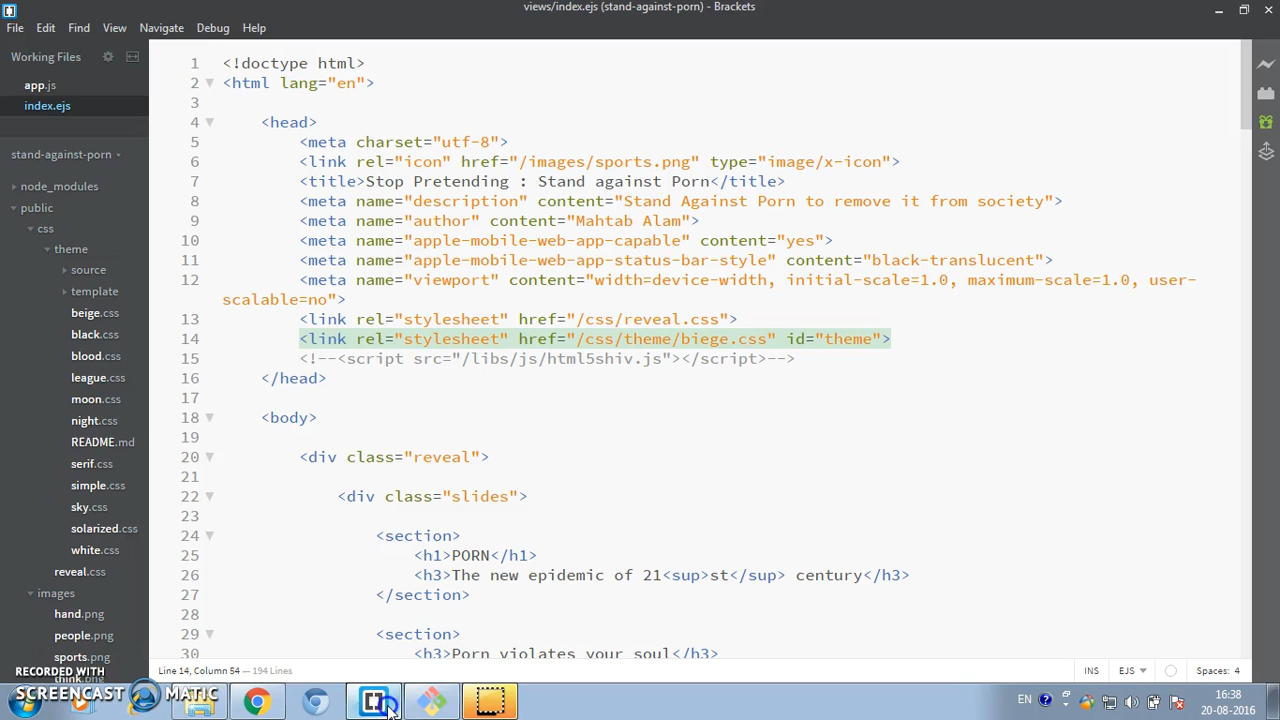 views/index.ejs (stand-against-porn) - Brackets
File Edit Find View Navigate Debug Help
Working Files
app.js
index.ejs
stand-against-porn
node_modules
public
css
theme
source
template
beige.css
black.css
blood.css
league.css
moon.css
night.css
README.md
serif.css
simple.css
sky.css
solarized.css
white.css
reveal.css
images
hand.png
people.png
sports.png
1 <!doctype html>
2 <html lang="en">
3
4 <head>
5 <meta charset="utf-8">
6 <link rel="icon" href="/images/sports.png" type="image/x-icon">
7 <title>Stop Pretending : Stand against Porn</title>
8 <meta name="description" content="Stand Against Porn to remove it from society">
9 <meta name="author" content="Mahtab Alam">
10 <meta name="apple-mobile-web-app-capable" content="yes">
11 <meta name="apple-mobile-web-app-status-bar-style" content="black-translucent">
12 <meta name="viewport" content="width=device-width, initial-scale=1.0, maximum-scale=1.0, user-
scalable=no">
13 <link rel="stylesheet" href="/css/reveal.css">
14 <link rel="stylesheet" href="/css/theme/biege.css" id="theme">
15 <!--<script src="/libs/js/html5shiv.js"></script>-->
16 </head>
17
18 <body>
19
20 <div class="reveal">
21
22 <div class="slides">
23
24 <section>
25 <h1>PORN</h1>
26 <h3>The new epidemic of 21<sup>st</sup> century</h3>
27 </section>
28
29 <section>
30 <h3>Porn violates your soul</h3>
Line 14, Column 54 — 194 Lines
INS EJS Spaces: 4
RECORDED WITH
SCREENCAST MATIC
EN
16:38
20-08-2016